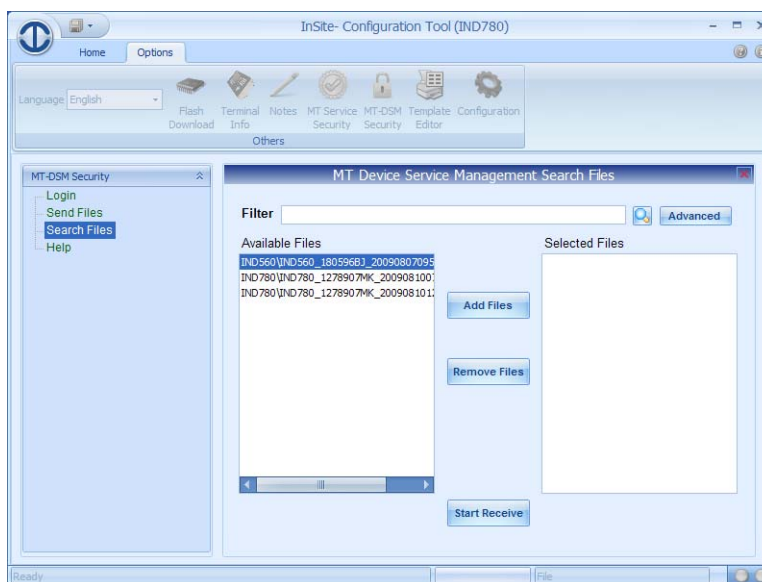 InSite- Configuration Tool (IND780)
Home Options
Language English
Flash Download
Terminal Info
Notes
MT Service Security
MT-DSM Security
Template Editor
Configuration
Others
MT-DSM Security
Login
Send Files
Search Files
Help
MT Device Service Management Search Files
Filter
Advanced
Available Files
Selected Files
IND560\IND560_180596BJ_20090807095
IND780\IND780_1278907MK_200908100
IND780\IND780_1278907MK_200908101
Add Files
Remove Files
Start Receive
Ready
File